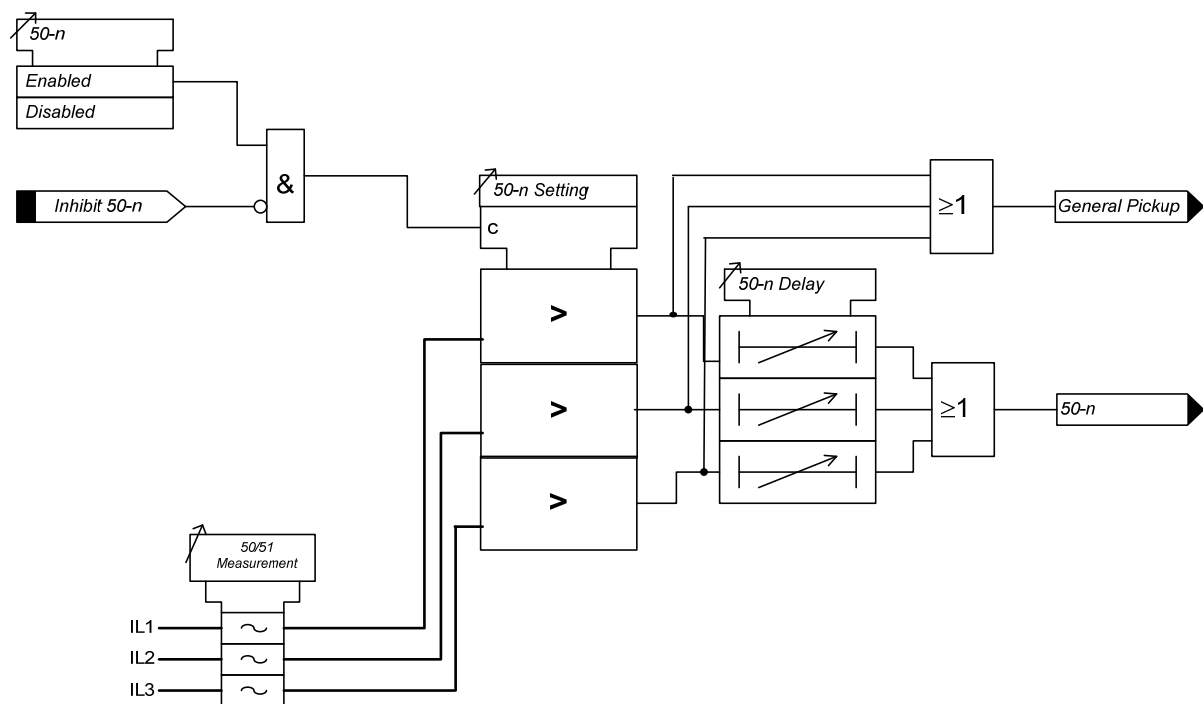 50-n
Enabled
Disabled
Inhibit 50-n
&
50-n Setting
c
>
>
>
50/51
Measurement
IL1
IL2
IL3
50-n Delay
≥1
General Pickup
≥1
50-n